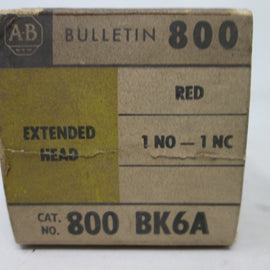 A-B BULLETIN 800
RED
EXTENDED HEAD
1 NO — 1 NC
CAT. NO. 800 BK6A